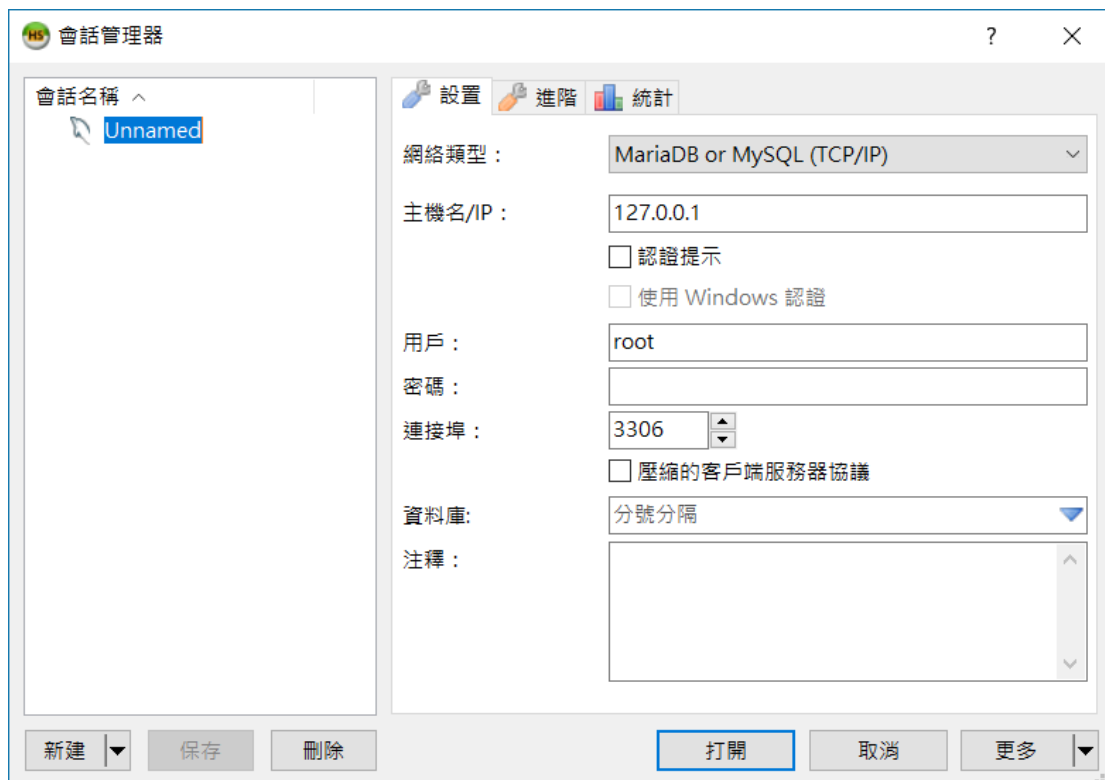 HS 會話管理器 ?
會話名稱
Unnamed
設置 進階 統計
網絡類型： MariaDB or MySQL (TCP/IP)
主機名/IP： 127.0.0.1
認證提示
使用 Windows 認證
用戶： root
密碼：
連接埠： 3306
壓縮的客戶端服務器協議
資料庫: 分號分隔
注釋：
新建 保存 刪除 打開 取消 更多